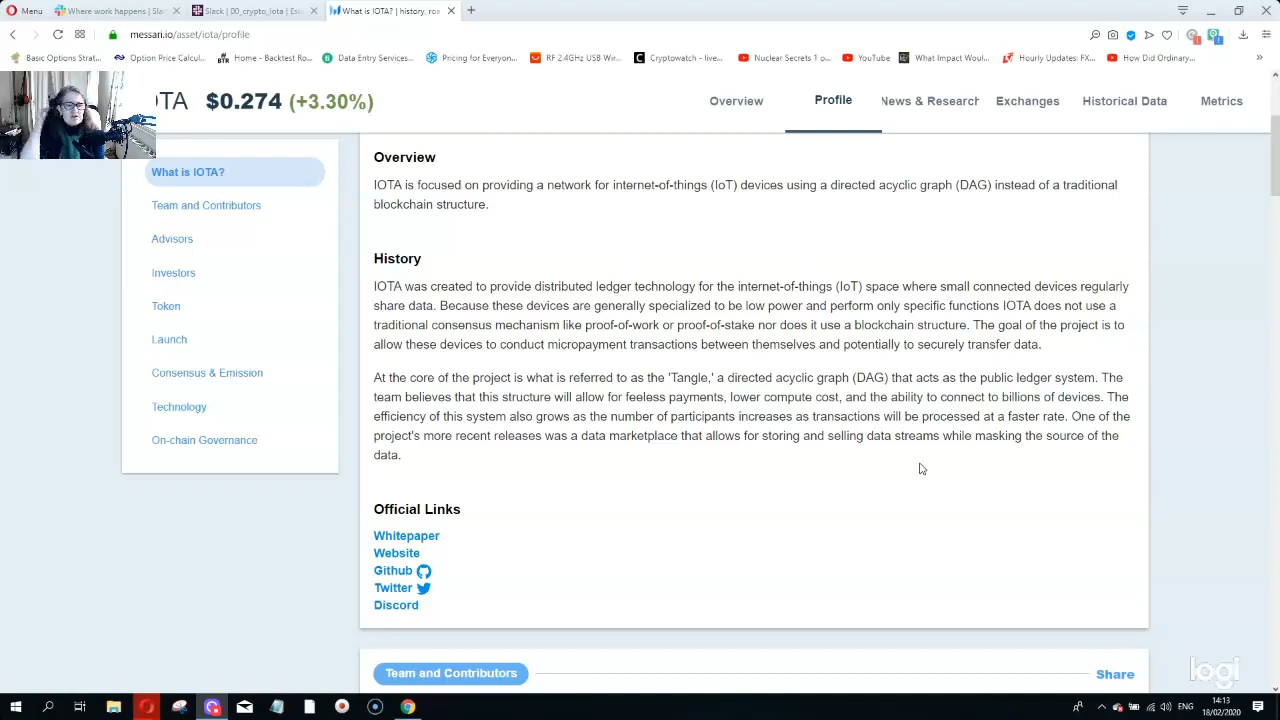 Menu
Where work happens | Sla
Slack | 00_crypto_iota | Esc
What is IOTA? | history, ro
messari.io/asset/iota/profile
Basic Options Strat...
Option Price Calcul...
Home - Backtest Ro...
Data Entry Services...
Pricing for Everyon...
RF 2.4GHz USB Wir...
Cryptowatch - live...
Nuclear Secrets 1 o...
YouTube
What Impact Woul...
Hourly Updates: FX...
How Did Ordinary...
OTA $0.274 (+3.30%)
Overview
Profile
News & Research
Exchanges
Historical Data
Metrics
What is IOTA?
Team and Contributors
Advisors
Investors
Token
Launch
Consensus & Emission
Technology
On-chain Governance
Overview
IOTA is focused on providing a network for internet-of-things (IoT) devices using a directed acyclic graph (DAG) instead of a traditional
blockchain structure.
History
IOTA was created to provide distributed ledger technology for the internet-of-things (IoT) space where small connected devices regularly
share data. Because these devices are generally specialized to be low power and perform only specific functions IOTA does not use a
traditional consensus mechanism like proof-of-work or proof-of-stake nor does it use a blockchain structure. The goal of the project is to
allow these devices to conduct micropayment transactions between themselves and potentially to securely transfer data.
At the core of the project is what is referred to as the 'Tangle,' a directed acyclic graph (DAG) that acts as the public ledger system. The
team believes that this structure will allow for feeless payments, lower compute cost, and the ability to connect to billions of devices. The
efficiency of this system also grows as the number of participants increases as transactions will be processed at a faster rate. One of the
project's more recent releases was a data marketplace that allows for storing and selling data streams while masking the source of the
data.
Official Links
Whitepaper
Website
Github
Twitter
Discord
Team and Contributors
Share
logi
ENG
14:13
18/02/2020